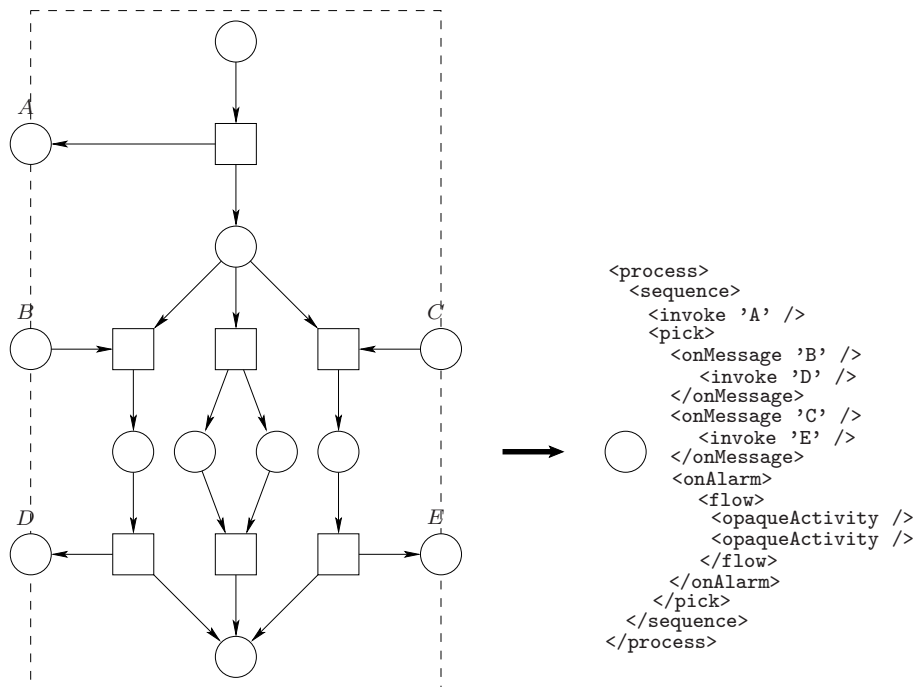 A
B
C
D
E
<process>
<sequence>
<invoke 'A' />
<pick>
<onMessage 'B' />
<invoke 'D' />
</onMessage>
<onMessage 'C' />
<invoke 'E' />
</onMessage>
<onAlarm>
<flow>
<opaqueActivity />
<opaqueActivity />
</flow>
</onAlarm>
</pick>
</sequence>
</process>